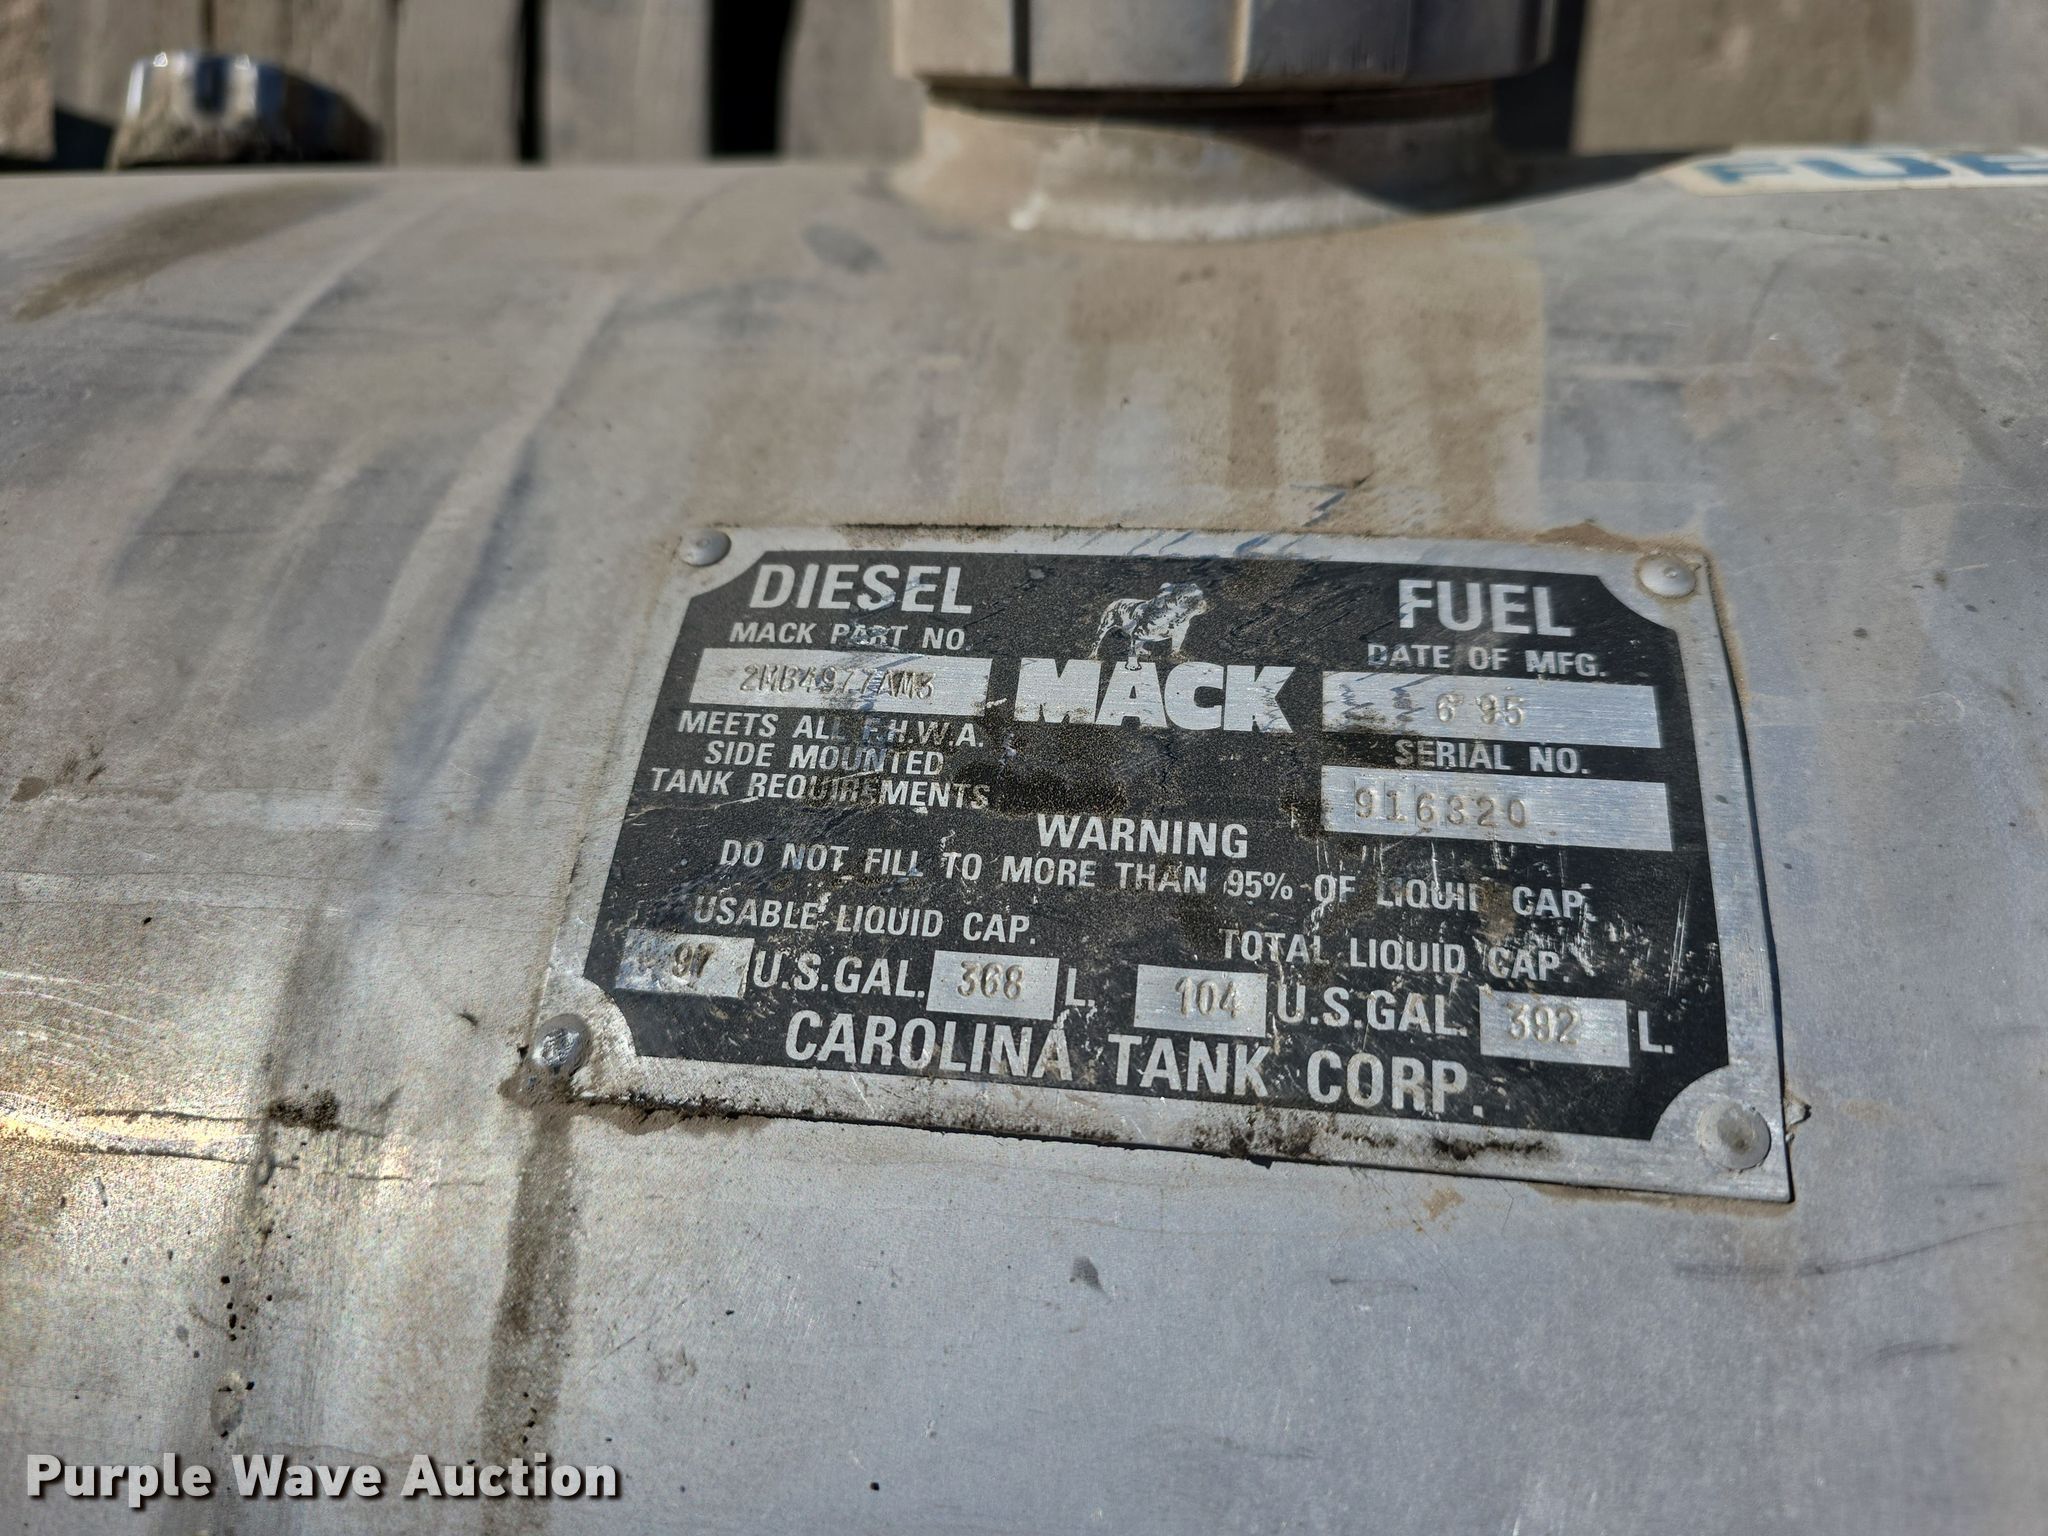 FUE
DIESEL FUEL
MACK PART NO. DATE OF MFG.
2MB4977AM3 MACK 6 95
MEETS ALL F.H.W.A. SERIAL NO.
SIDE MOUNTED
TANK REQUIREMENTS 916320
WARNING
DO NOT FILL TO MORE THAN 95% OF LIQUID CAP.
USABLE LIQUID CAP. TOTAL LIQUID CAP.
97 U.S.GAL. 368 L. 104 U.S.GAL. 392 L.
CAROLINA TANK CORP.
Purple Wave Auction